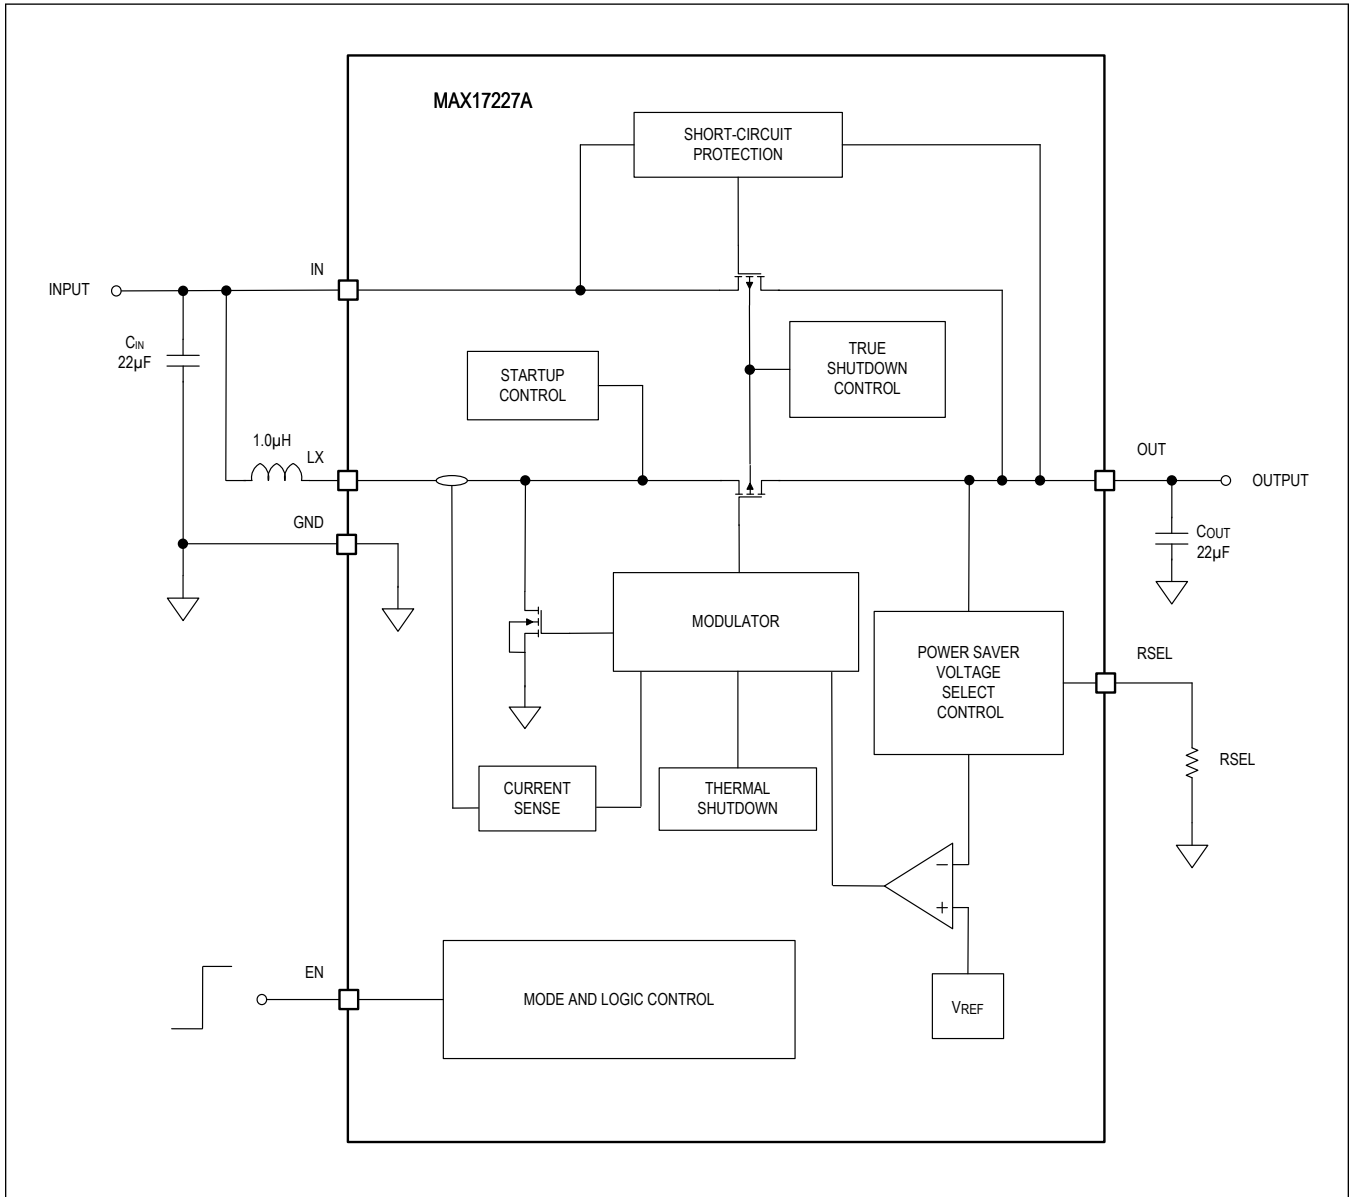 MAX17227A
SHORT-CIRCUIT
PROTECTION
IN
INPUT
CIN
22µF
TRUE
SHUTDOWN
CONTROL
STARTUP
CONTROL
1.0µH
LX
OUT
OUTPUT
GND
COUT
22µF
MODULATOR
POWER SAVER
VOLTAGE
SELECT
CONTROL
RSEL
RSEL
CURRENT
SENSE
THERMAL
SHUTDOWN
−
+
EN
MODE AND LOGIC CONTROL
VREF